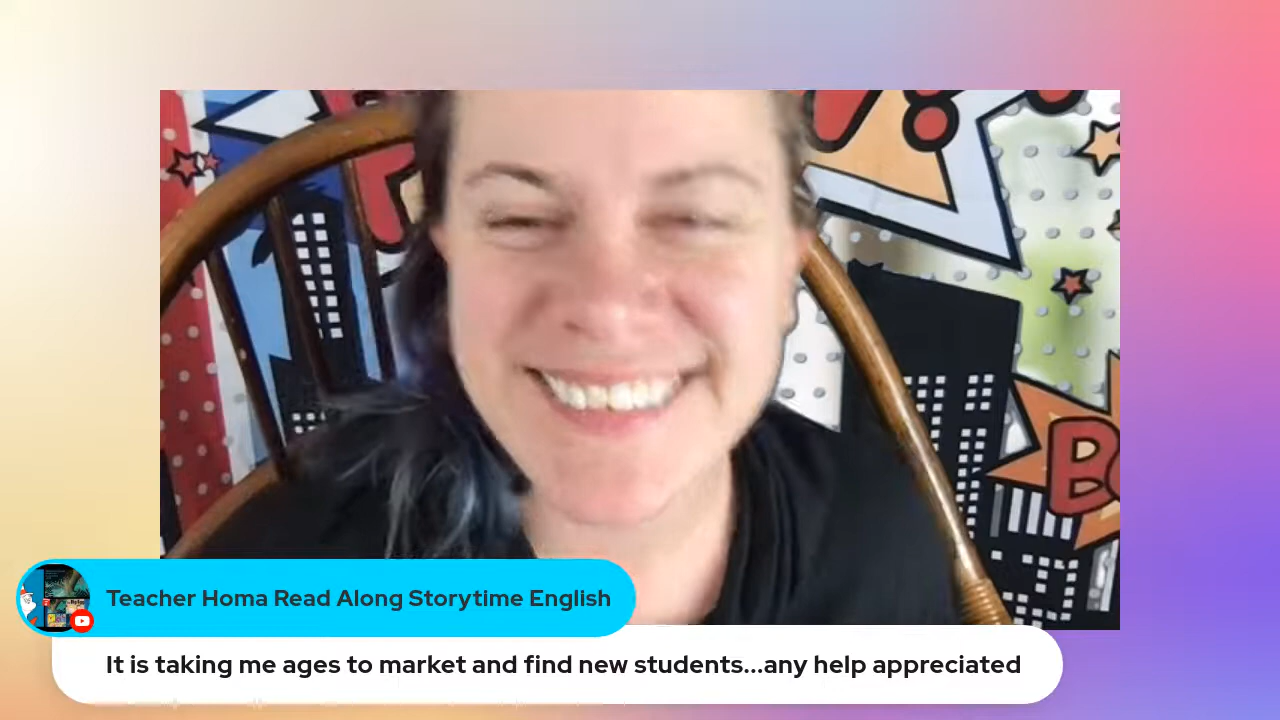 Teacher Homa Read Along Storytime English
It is taking me ages to market and find new students...any help appreciated